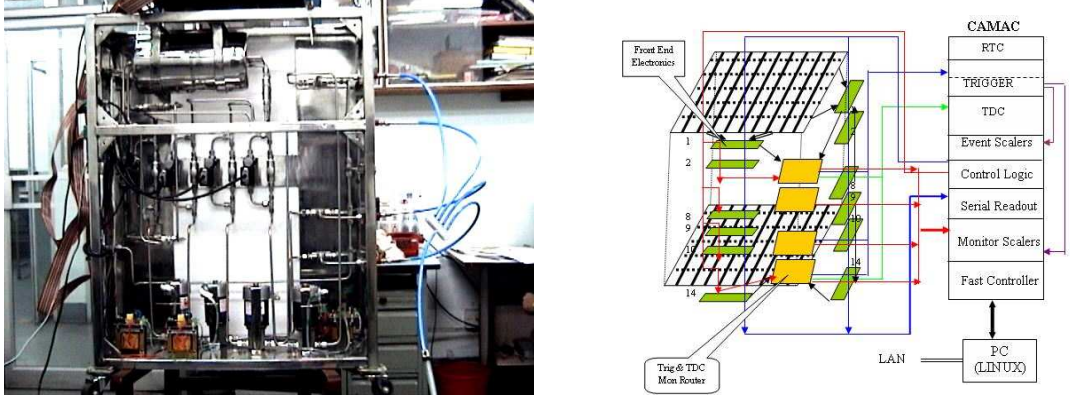 CAMAC
RTC
TRIGGER
TDC
Event Scalers
Control Logic
Serial Readout
Monitor Scalers
Fast Controller
PC
(LINUX)
LAN
Front End
Electronics
1
2
8
9
10
14
2
8
9
10
14
Trig & TDC
Mon Router